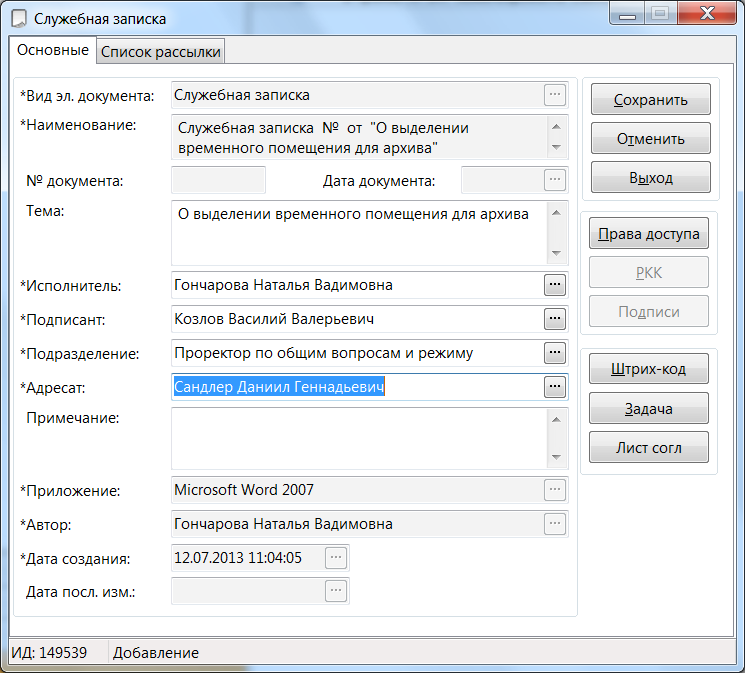 Служебная записка
Основные Список рассылки
*Вид эл. документа: Служебная записка ...
*Наименование: Служебная записка № от "О выделении
временного помещения для архива"
№ документа: Дата документа: ...
Тема: О выделении временного помещения для архива
*Исполнитель: Гончарова Наталья Вадимовна ...
*Подписант: Козлов Василий Валерьевич ...
*Подразделение: Проректор по общим вопросам и режиму ...
*Адресат: Сандлер Даниил Геннадьевич ...
Примечание:
*Приложение: Microsoft Word 2007 ...
*Автор: Гончарова Наталья Вадимовна ...
*Дата создания: 12.07.2013 11:04:05 ...
Дата посл. изм.: ...
Сохранить
Отменить
Выход
Права доступа
РКК
Подписи
Штрих-код
Задача
Лист согл
ИД: 149539 Добавление